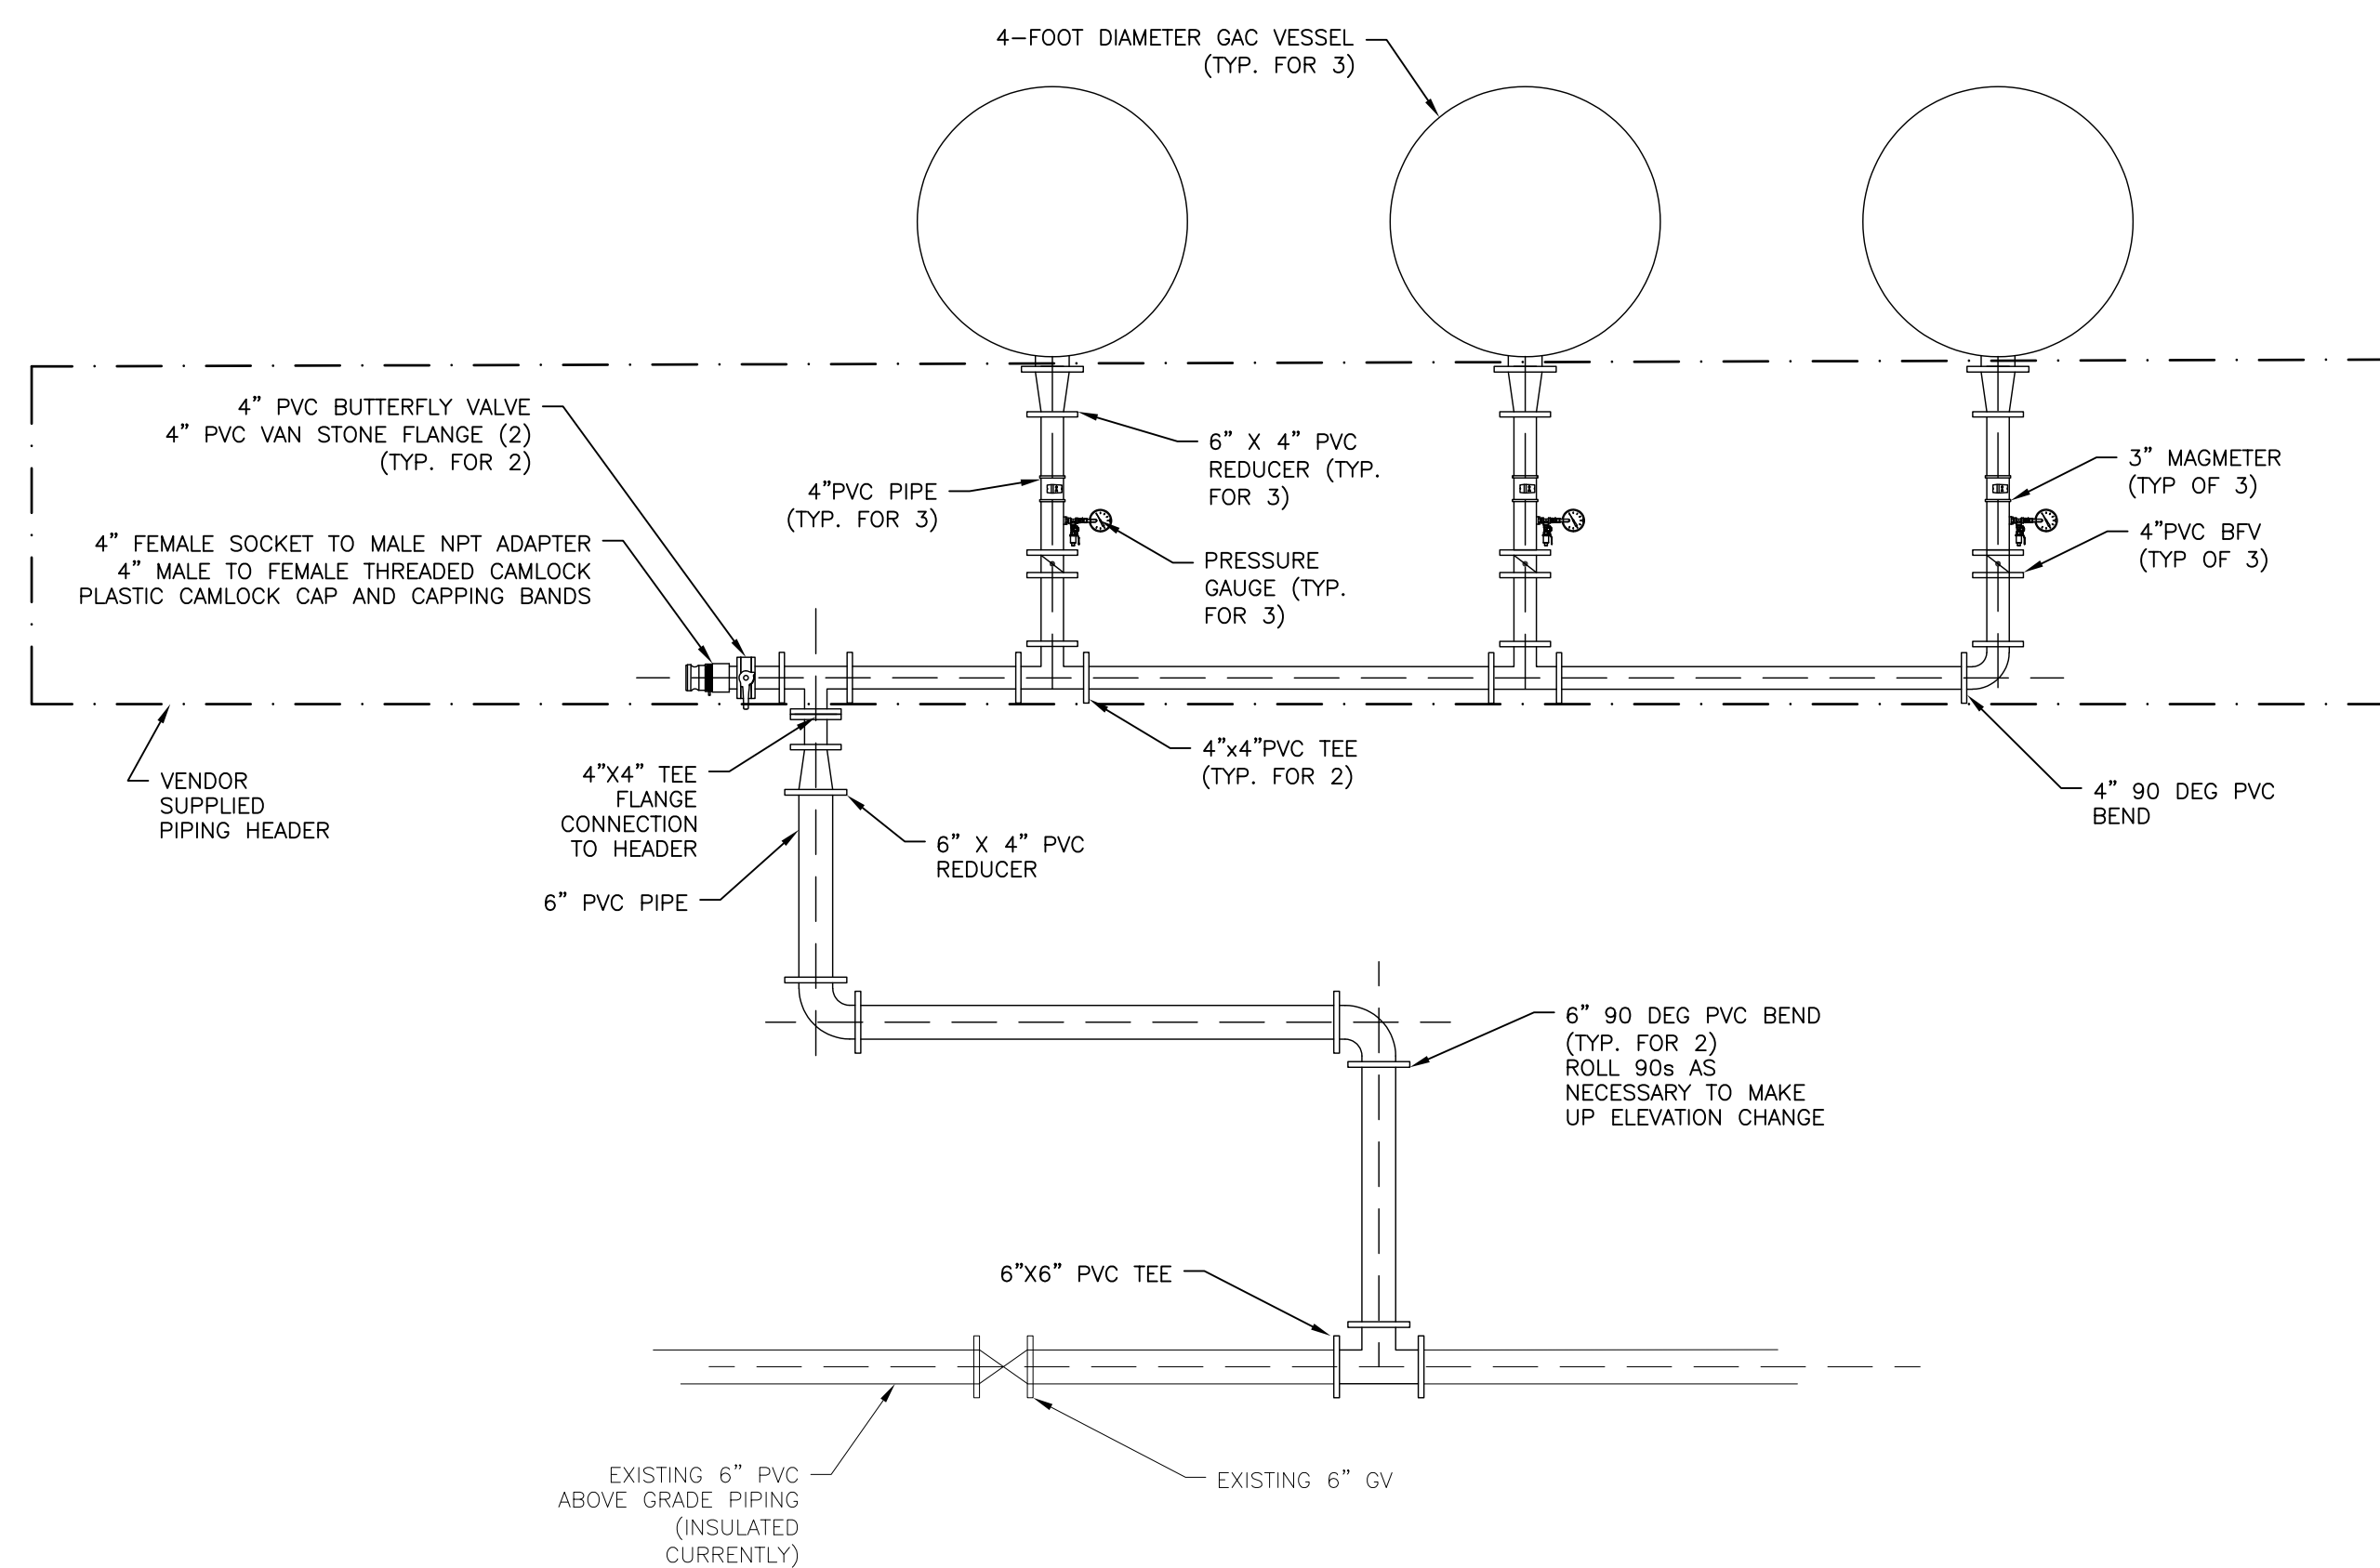 4-FOOT DIAMETER GAC VESSEL
(TYP. FOR 3)
4” PVC BUTTERFLY VALVE
4” PVC VAN STONE FLANGE (2)
(TYP. FOR 2)
6” X 4” PVC
REDUCER (TYP.
FOR 3)
3” MAGMETER
(TYP OF 3)
4”PVC PIPE
(TYP. FOR 3)
4” FEMALE SOCKET TO MALE NPT ADAPTER
4” MALE TO FEMALE THREADED CAMLOCK
PLASTIC CAMLOCK CAP AND CAPPING BANDS
PRESSURE
GAUGE (TYP.
FOR 3)
4”PVC BFV
(TYP OF 3)
VENDOR
SUPPLIED
PIPING HEADER
4”X4” TEE
FLANGE
CONNECTION
TO HEADER
4”x4”PVC TEE
(TYP. FOR 2)
4” 90 DEG PVC
BEND
6” X 4” PVC
REDUCER
6” PVC PIPE
6” 90 DEG PVC BEND
(TYP. FOR 2)
ROLL 90s AS
NECESSARY TO MAKE
UP ELEVATION CHANGE
6”X6” PVC TEE
EXISTING 6” PVC
ABOVE GRADE PIPING
(INSULATED
CURRENTLY)
EXISTING 6” GV